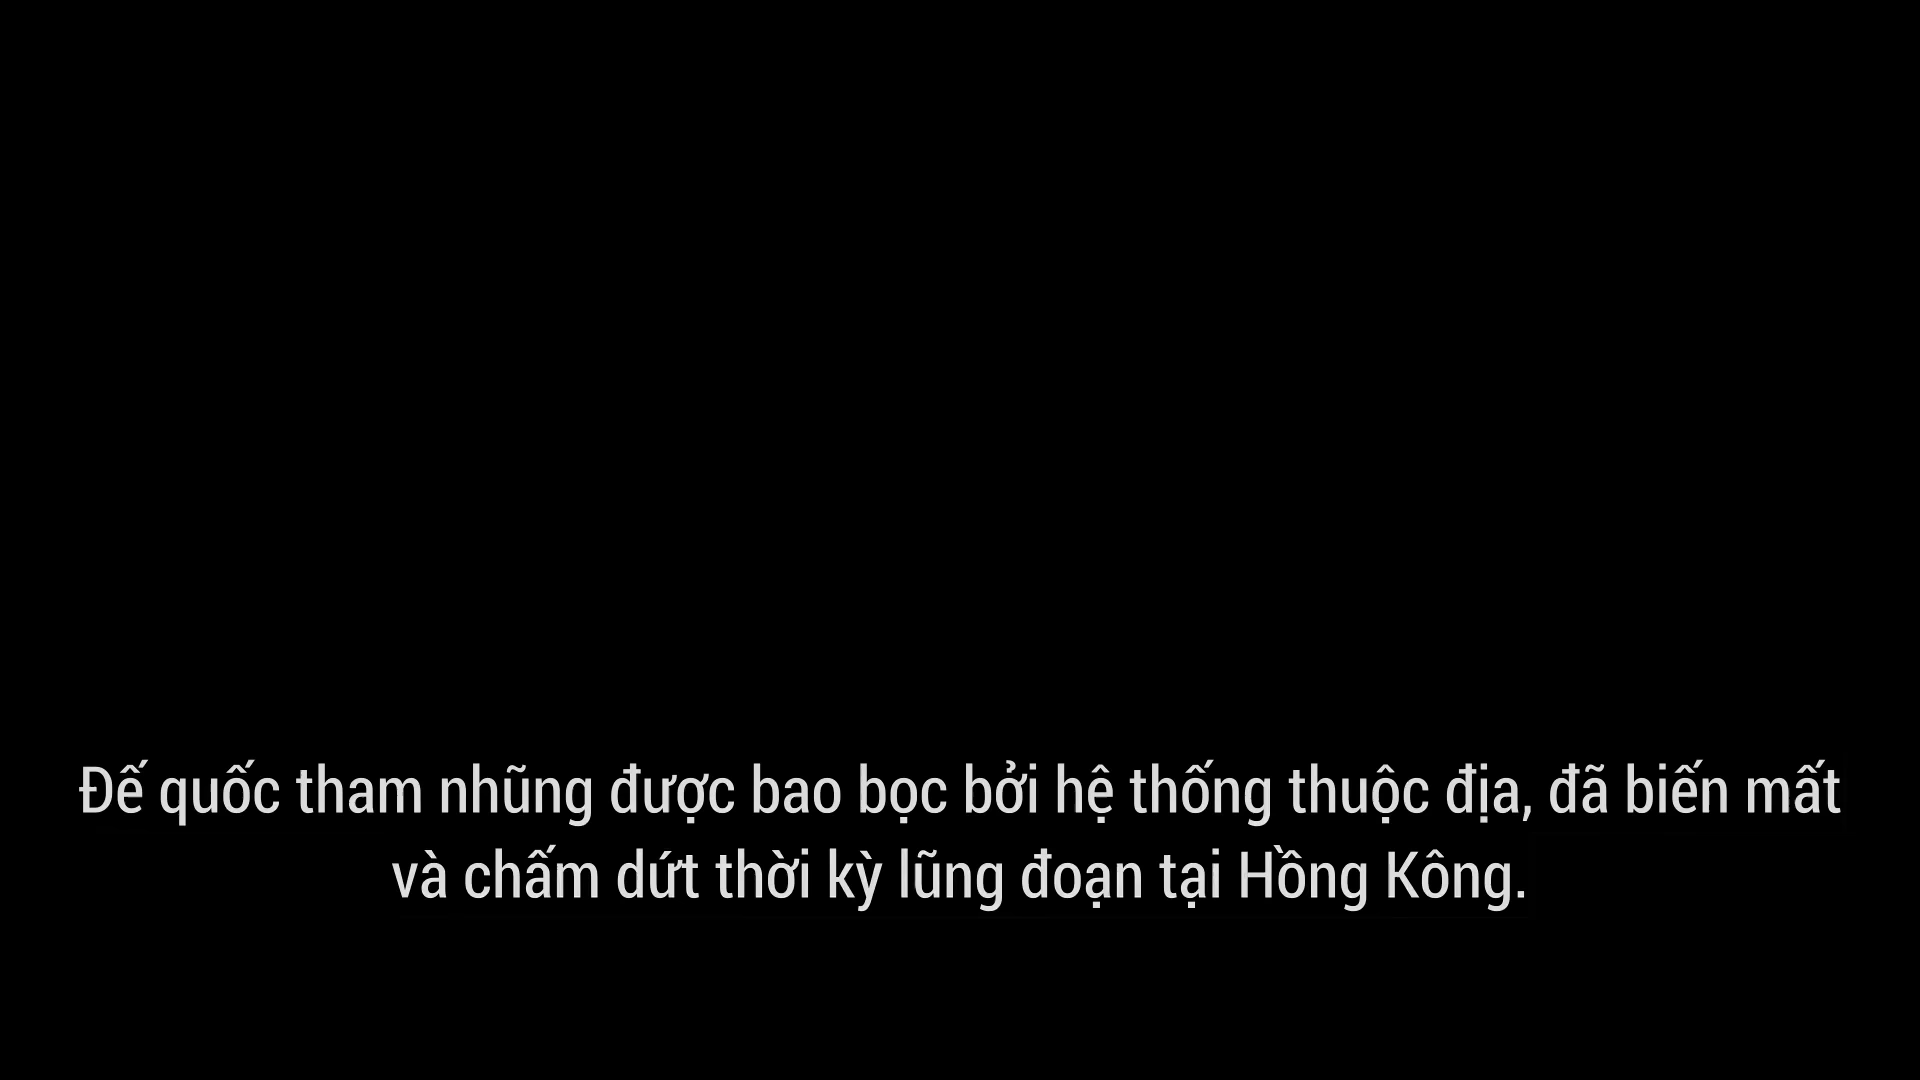 Đế quốc tham nhũng được bao bọc bởi hệ thống thuộc địa, đã biến mất
và chấm dứt thời kỳ lũng đoạn tại Hồng Kông.